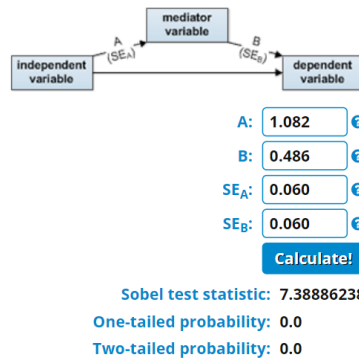 mediator
variable
A
(SEA)
B
(SEB)
independent
variable
dependent
variable
A: 1.082
B: 0.486
SEA: 0.060
SEB: 0.060
Calculate!
Sobel test statistic: 7.3888623
One-tailed probability: 0.0
Two-tailed probability: 0.0